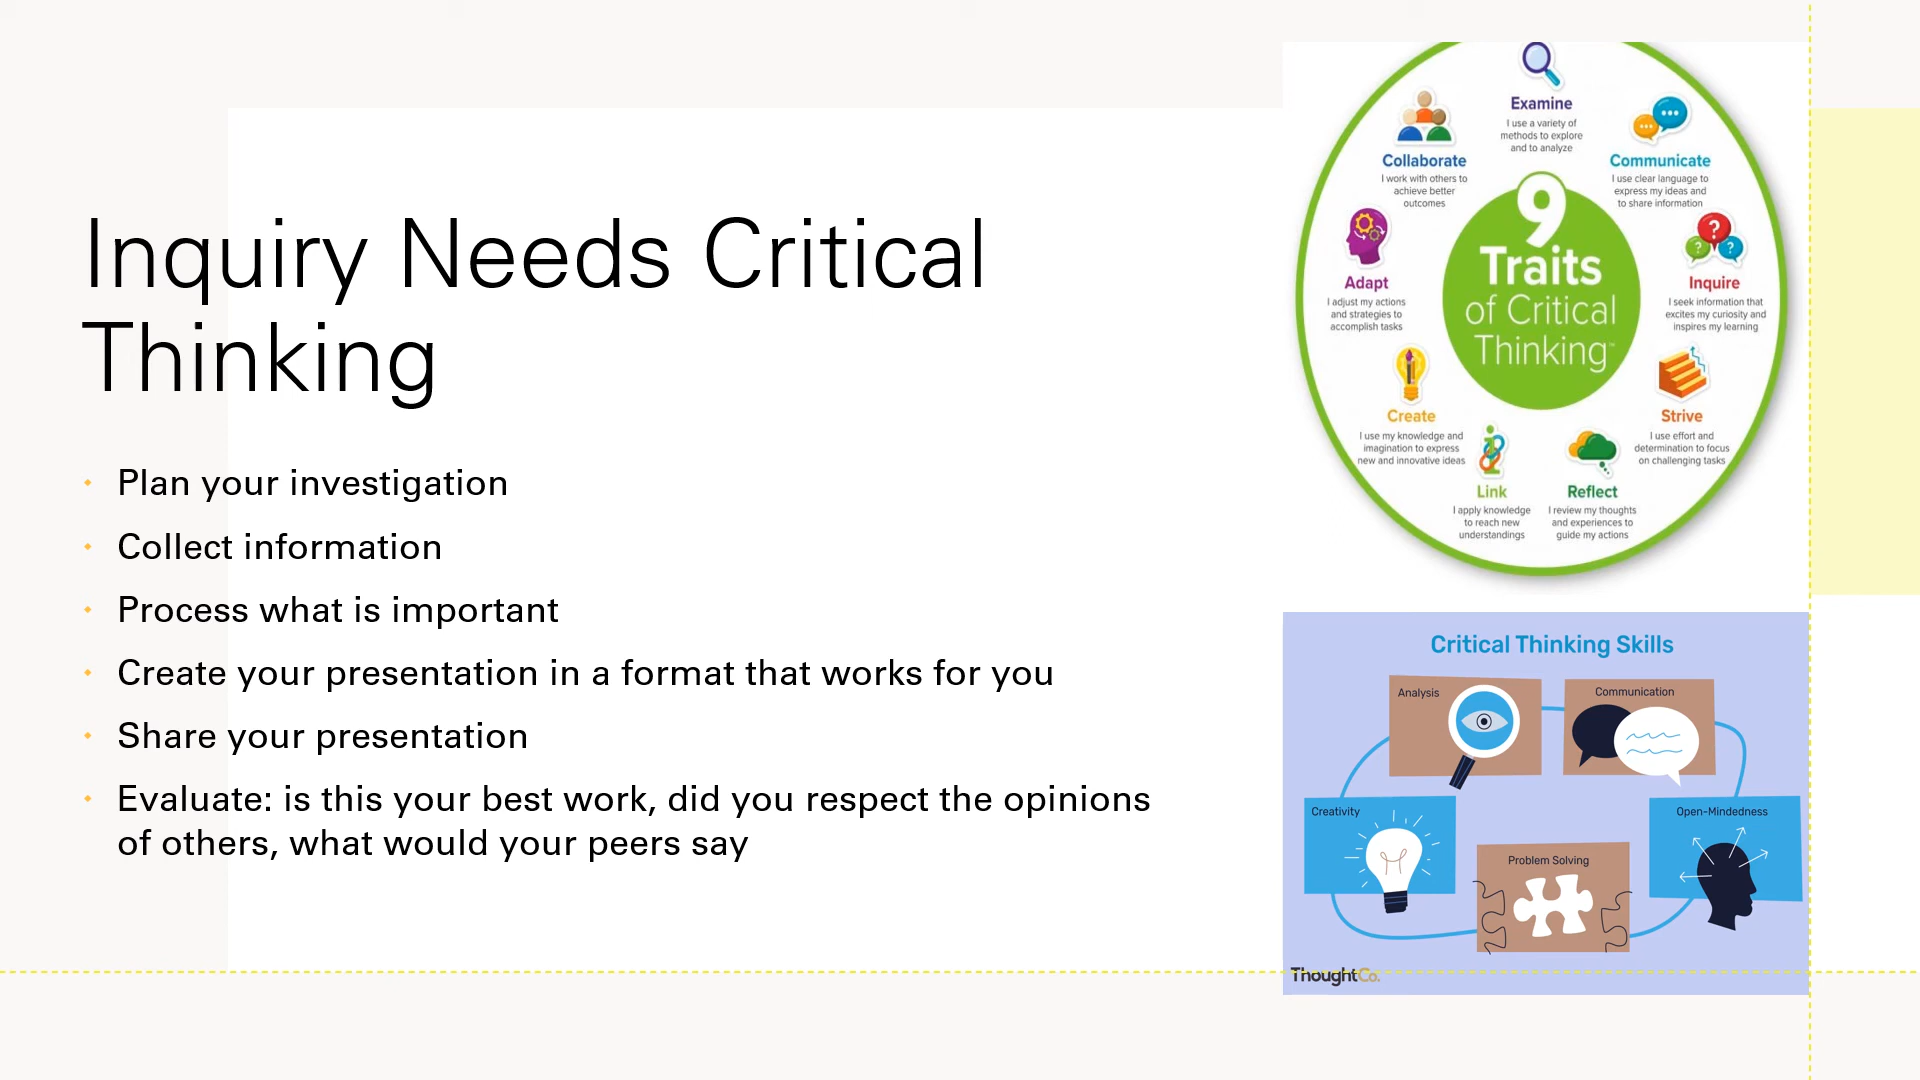 Inquiry Needs Critical
Thinking
Plan your investigation
Collect information
Process what is important
Create your presentation in a format that works for you
Share your presentation
Evaluate: is this your best work, did you respect the opinions
of others, what would your peers say
Examine
I use a variety of
methods to explore
and to analyze
Communicate
I use clear language to
express my ideas and
to share information
Inquire
I seek information that
excites my curiosity and
inspires my learning
Strive
I use effort and
determination to focus
on challenging tasks
Reflect
I review my thoughts
and experiences to
guide my actions
Link
I apply knowledge
to reach new
understandings
Create
I use my knowledge and
imagination to express
new and innovative ideas
Adapt
I adjust my actions
and strategies to
accomplish tasks
Collaborate
I work with others to
achieve better
outcomes
9
Traits
of Critical
Thinking™
Critical Thinking Skills
Analysis
Communication
Creativity
Open-Mindedness
Problem Solving
ThoughtCo.